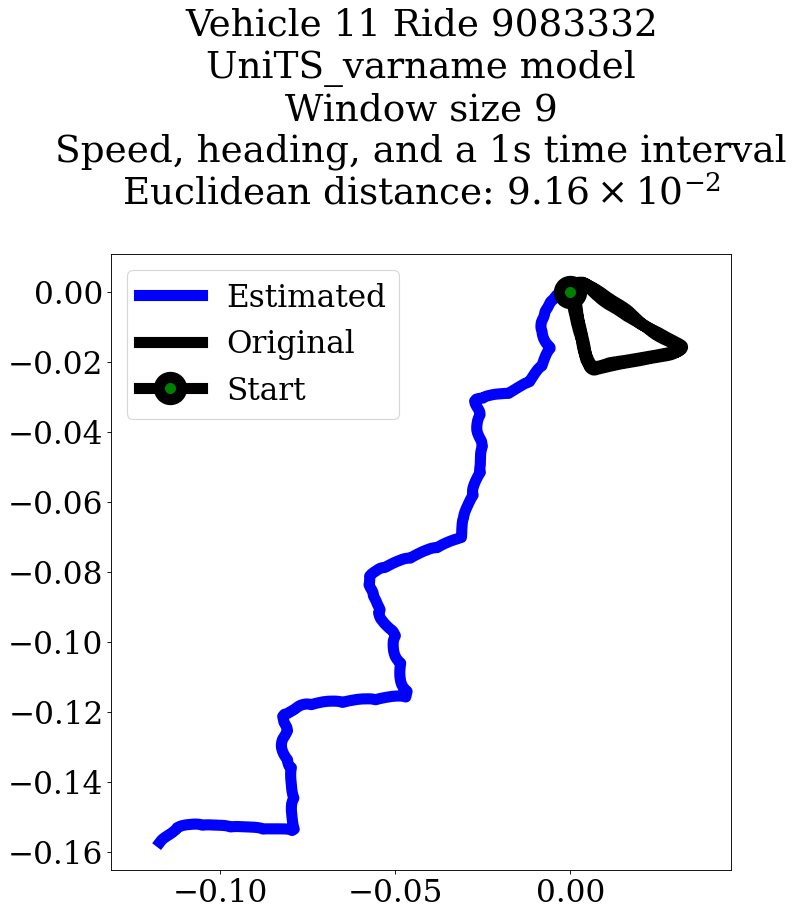 Vehicle 11 Ride 9083332
UniTS_varname model
Window size 9
Speed, heading, and a 1s time interval
Euclidean distance: 9.16 × 10⁻²
Estimated
Original
Start
0.00
−0.02
−0.04
−0.06
−0.08
−0.10
−0.12
−0.14
−0.16
−0.10
−0.05
0.00